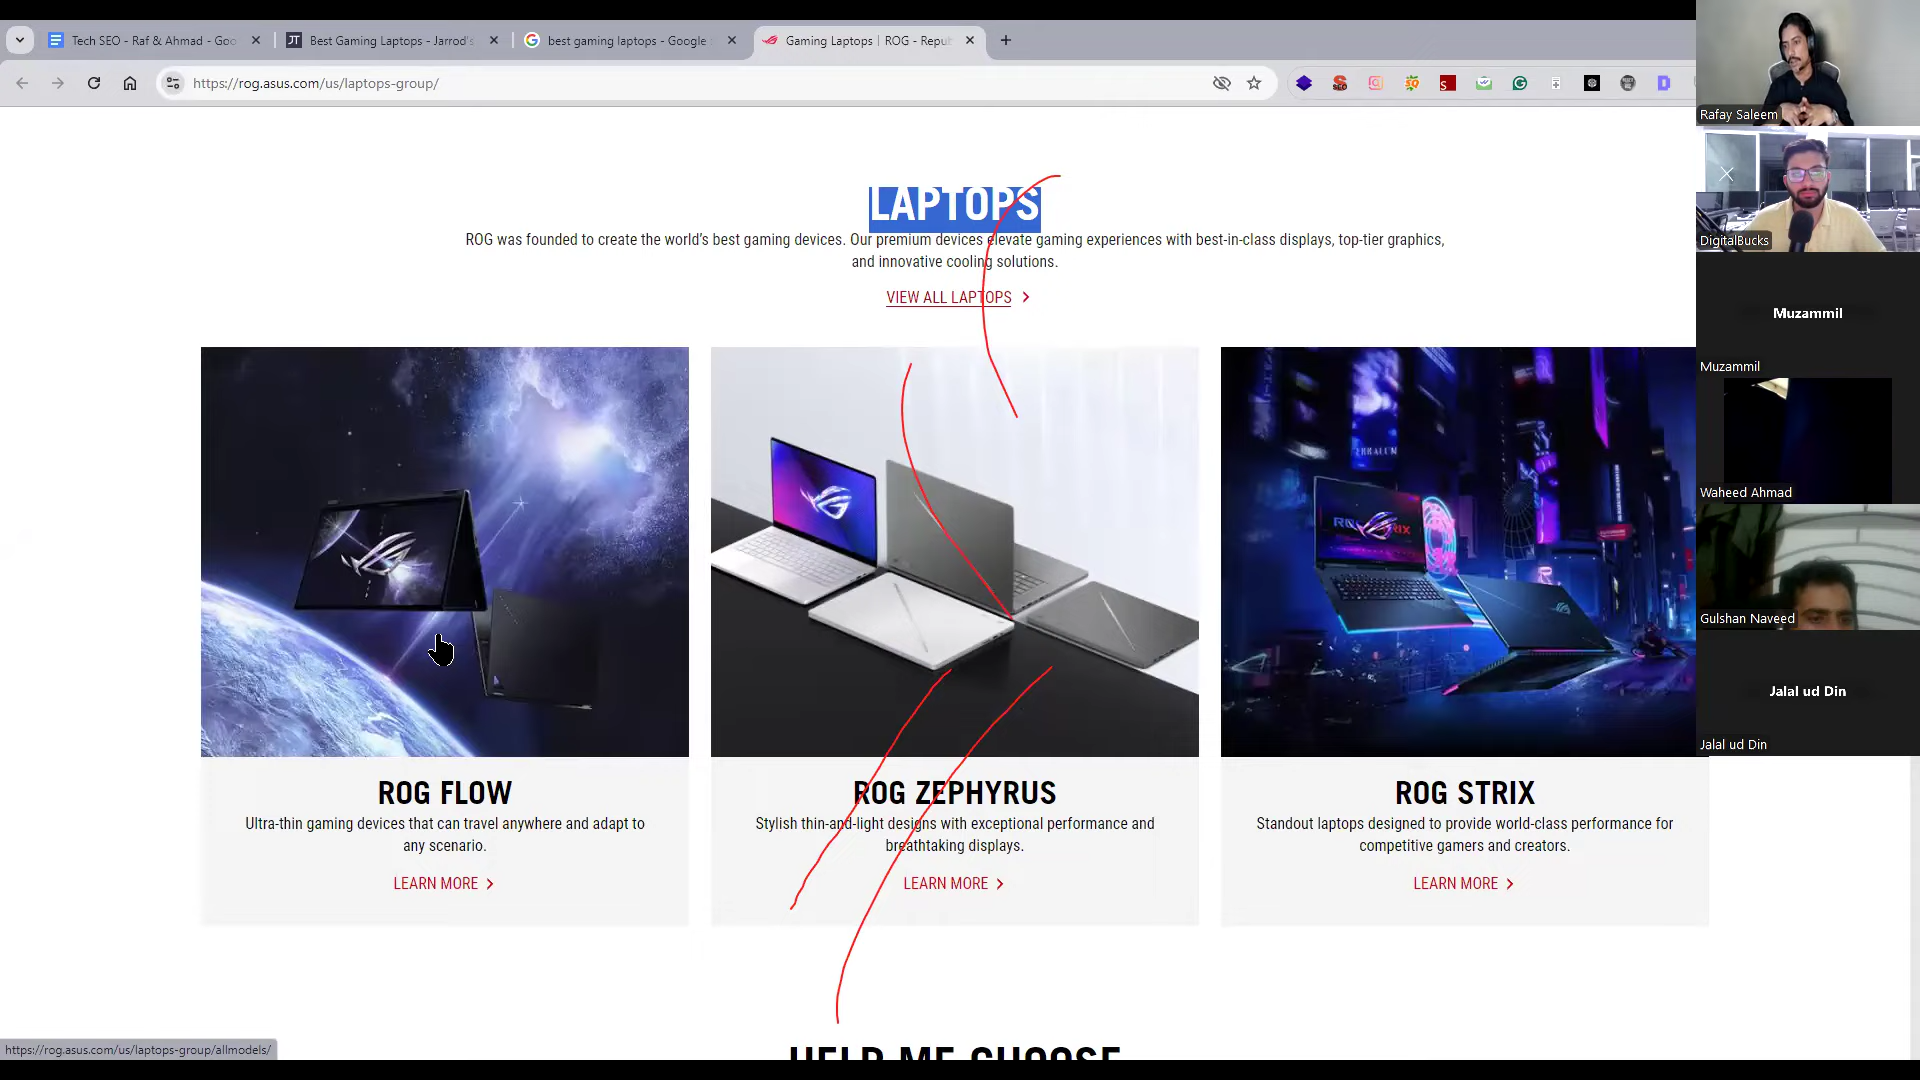 Tech SEO - Raf & Ahmad - Goo
Best Gaming Laptops - Jarrod's
best gaming laptops - Google
Gaming Laptops | ROG - Repu
https://rog.asus.com/us/laptops-group/
LAPTOPS
ROG was founded to create the world's best gaming devices. Our premium devices elevate gaming experiences with best-in-class displays, top-tier graphics,
and innovative cooling solutions.
VIEW ALL LAPTOPS
ROG FLOW
Ultra-thin gaming devices that can travel anywhere and adapt to
any scenario.
LEARN MORE
ROG ZEPHYRUS
Stylish thin-and-light designs with exceptional performance and
breathtaking displays.
LEARN MORE
ROG STRIX
Standout laptops designed to provide world-class performance for
competitive gamers and creators.
LEARN MORE
HELP ME CHOOSE
https://rog.asus.com/us/laptops-group/allmodels/
Rafay Saleem
DigitalBucks
Muzammil
Muzammil
Waheed Ahmad
Gulshan Naveed
Jalal ud Din
Jalal ud Din